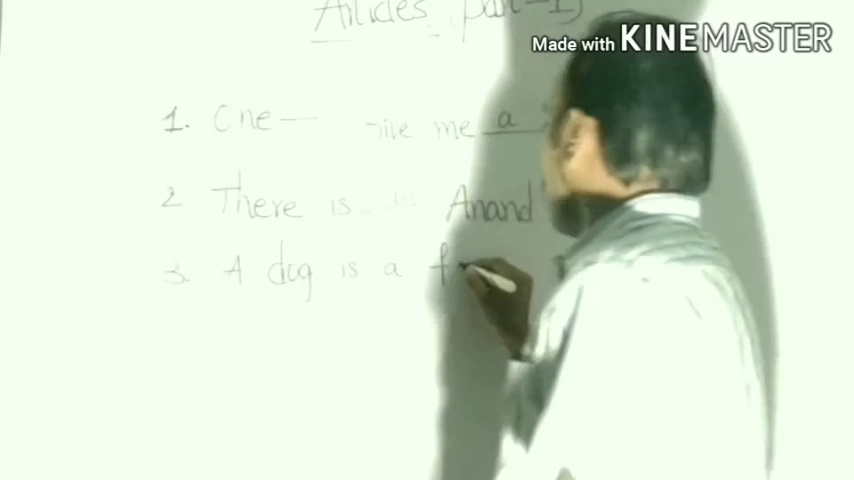 Articles part-1)
Made with KINEMASTER
1. One — Give me a
2 There is Anand
3. A dog is a f